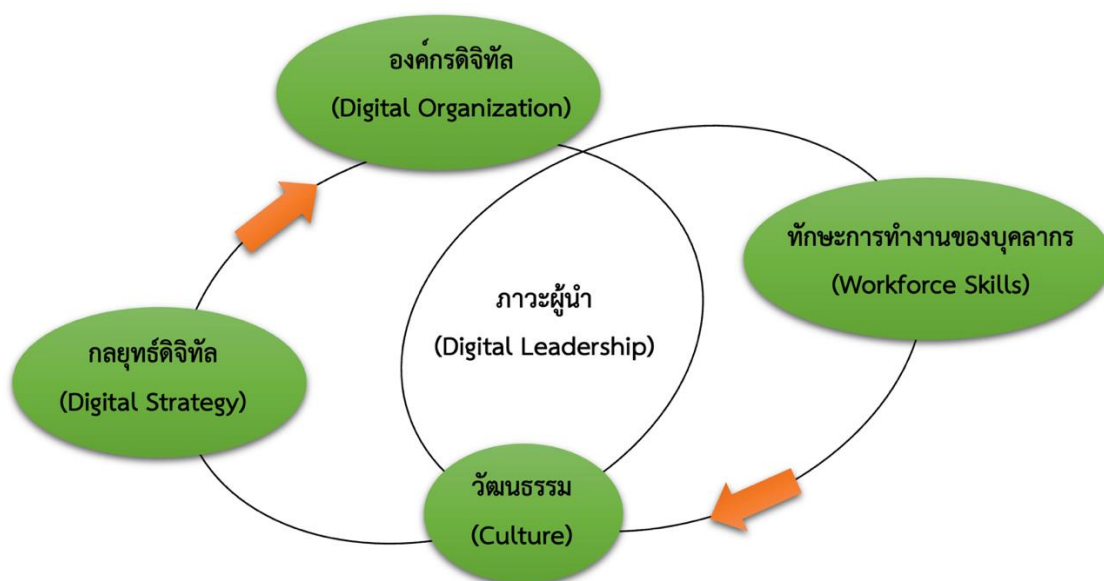 องค์กรดิจิทัล
(Digital Organization)
ทักษะการทำงานของบุคลากร
(Workforce Skills)
ภาวะผู้นำ
(Digital Leadership)
กลยุทธ์ดิจิทัล
(Digital Strategy)
วัฒนธรรม
(Culture)